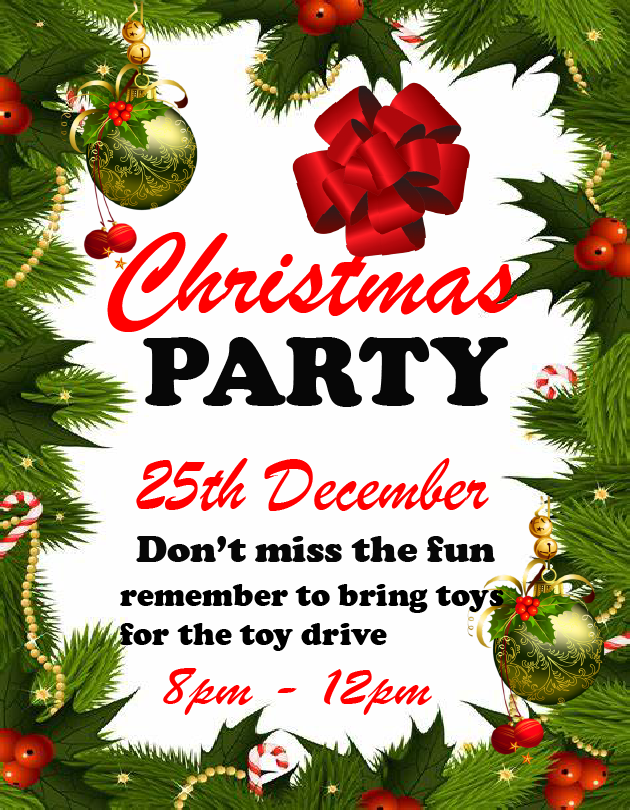 Christmas
PARTY
25th December
Don't miss the fun
remember to bring toys
for the toy drive
8pm - 12pm